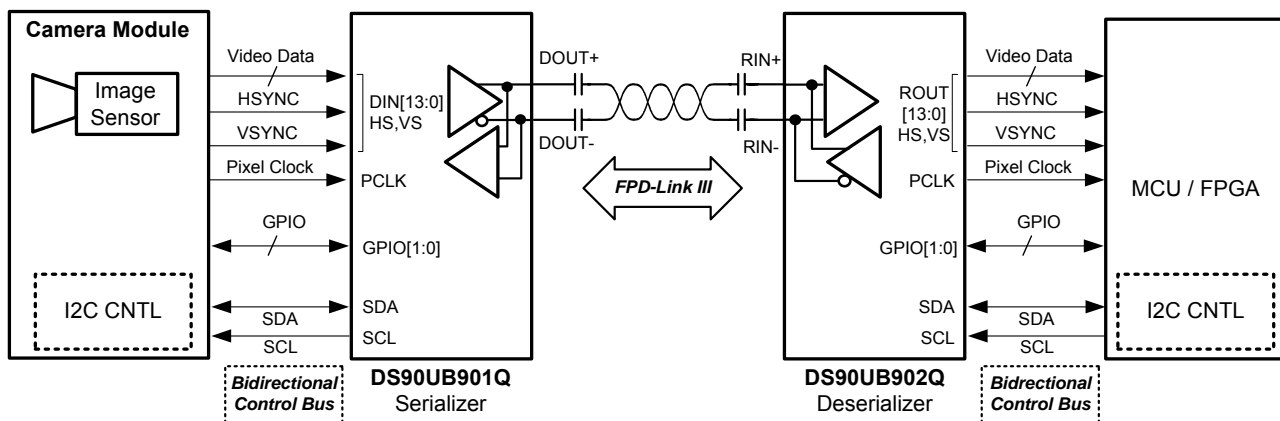 Camera Module
Image
Sensor
I2C CNTL
Video Data
HSYNC
VSYNC
Pixel Clock
GPIO
SDA
SCL
Bidirectional
Control Bus
DIN[13:0]
HS,VS
PCLK
GPIO[1:0]
SDA
SCL
DS90UB901Q
Serializer
DOUT+
DOUT-
FPD-Link III
RIN+
RIN-
ROUT
[13:0]
HS,VS
PCLK
GPIO[1:0]
SDA
SCL
DS90UB902Q
Deserializer
Video Data
HSYNC
VSYNC
Pixel Clock
GPIO
SDA
SCL
Bidrectional
Control Bus
MCU / FPGA
I2C CNTL